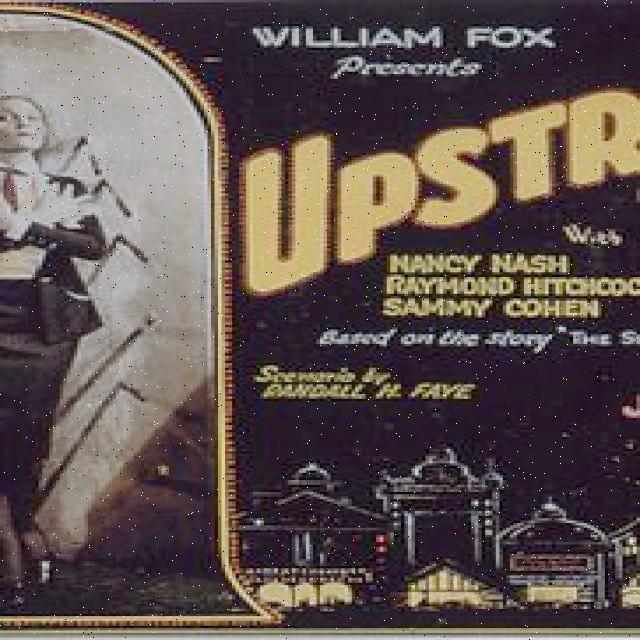 WILLIAM FOX
Presents
UPSTR
With
NANCY NASH
RAYMOND HITCHCOC
SAMMY COHEN
Based on the story "THE S
Scenario by
RANDALL H. FAYE
J